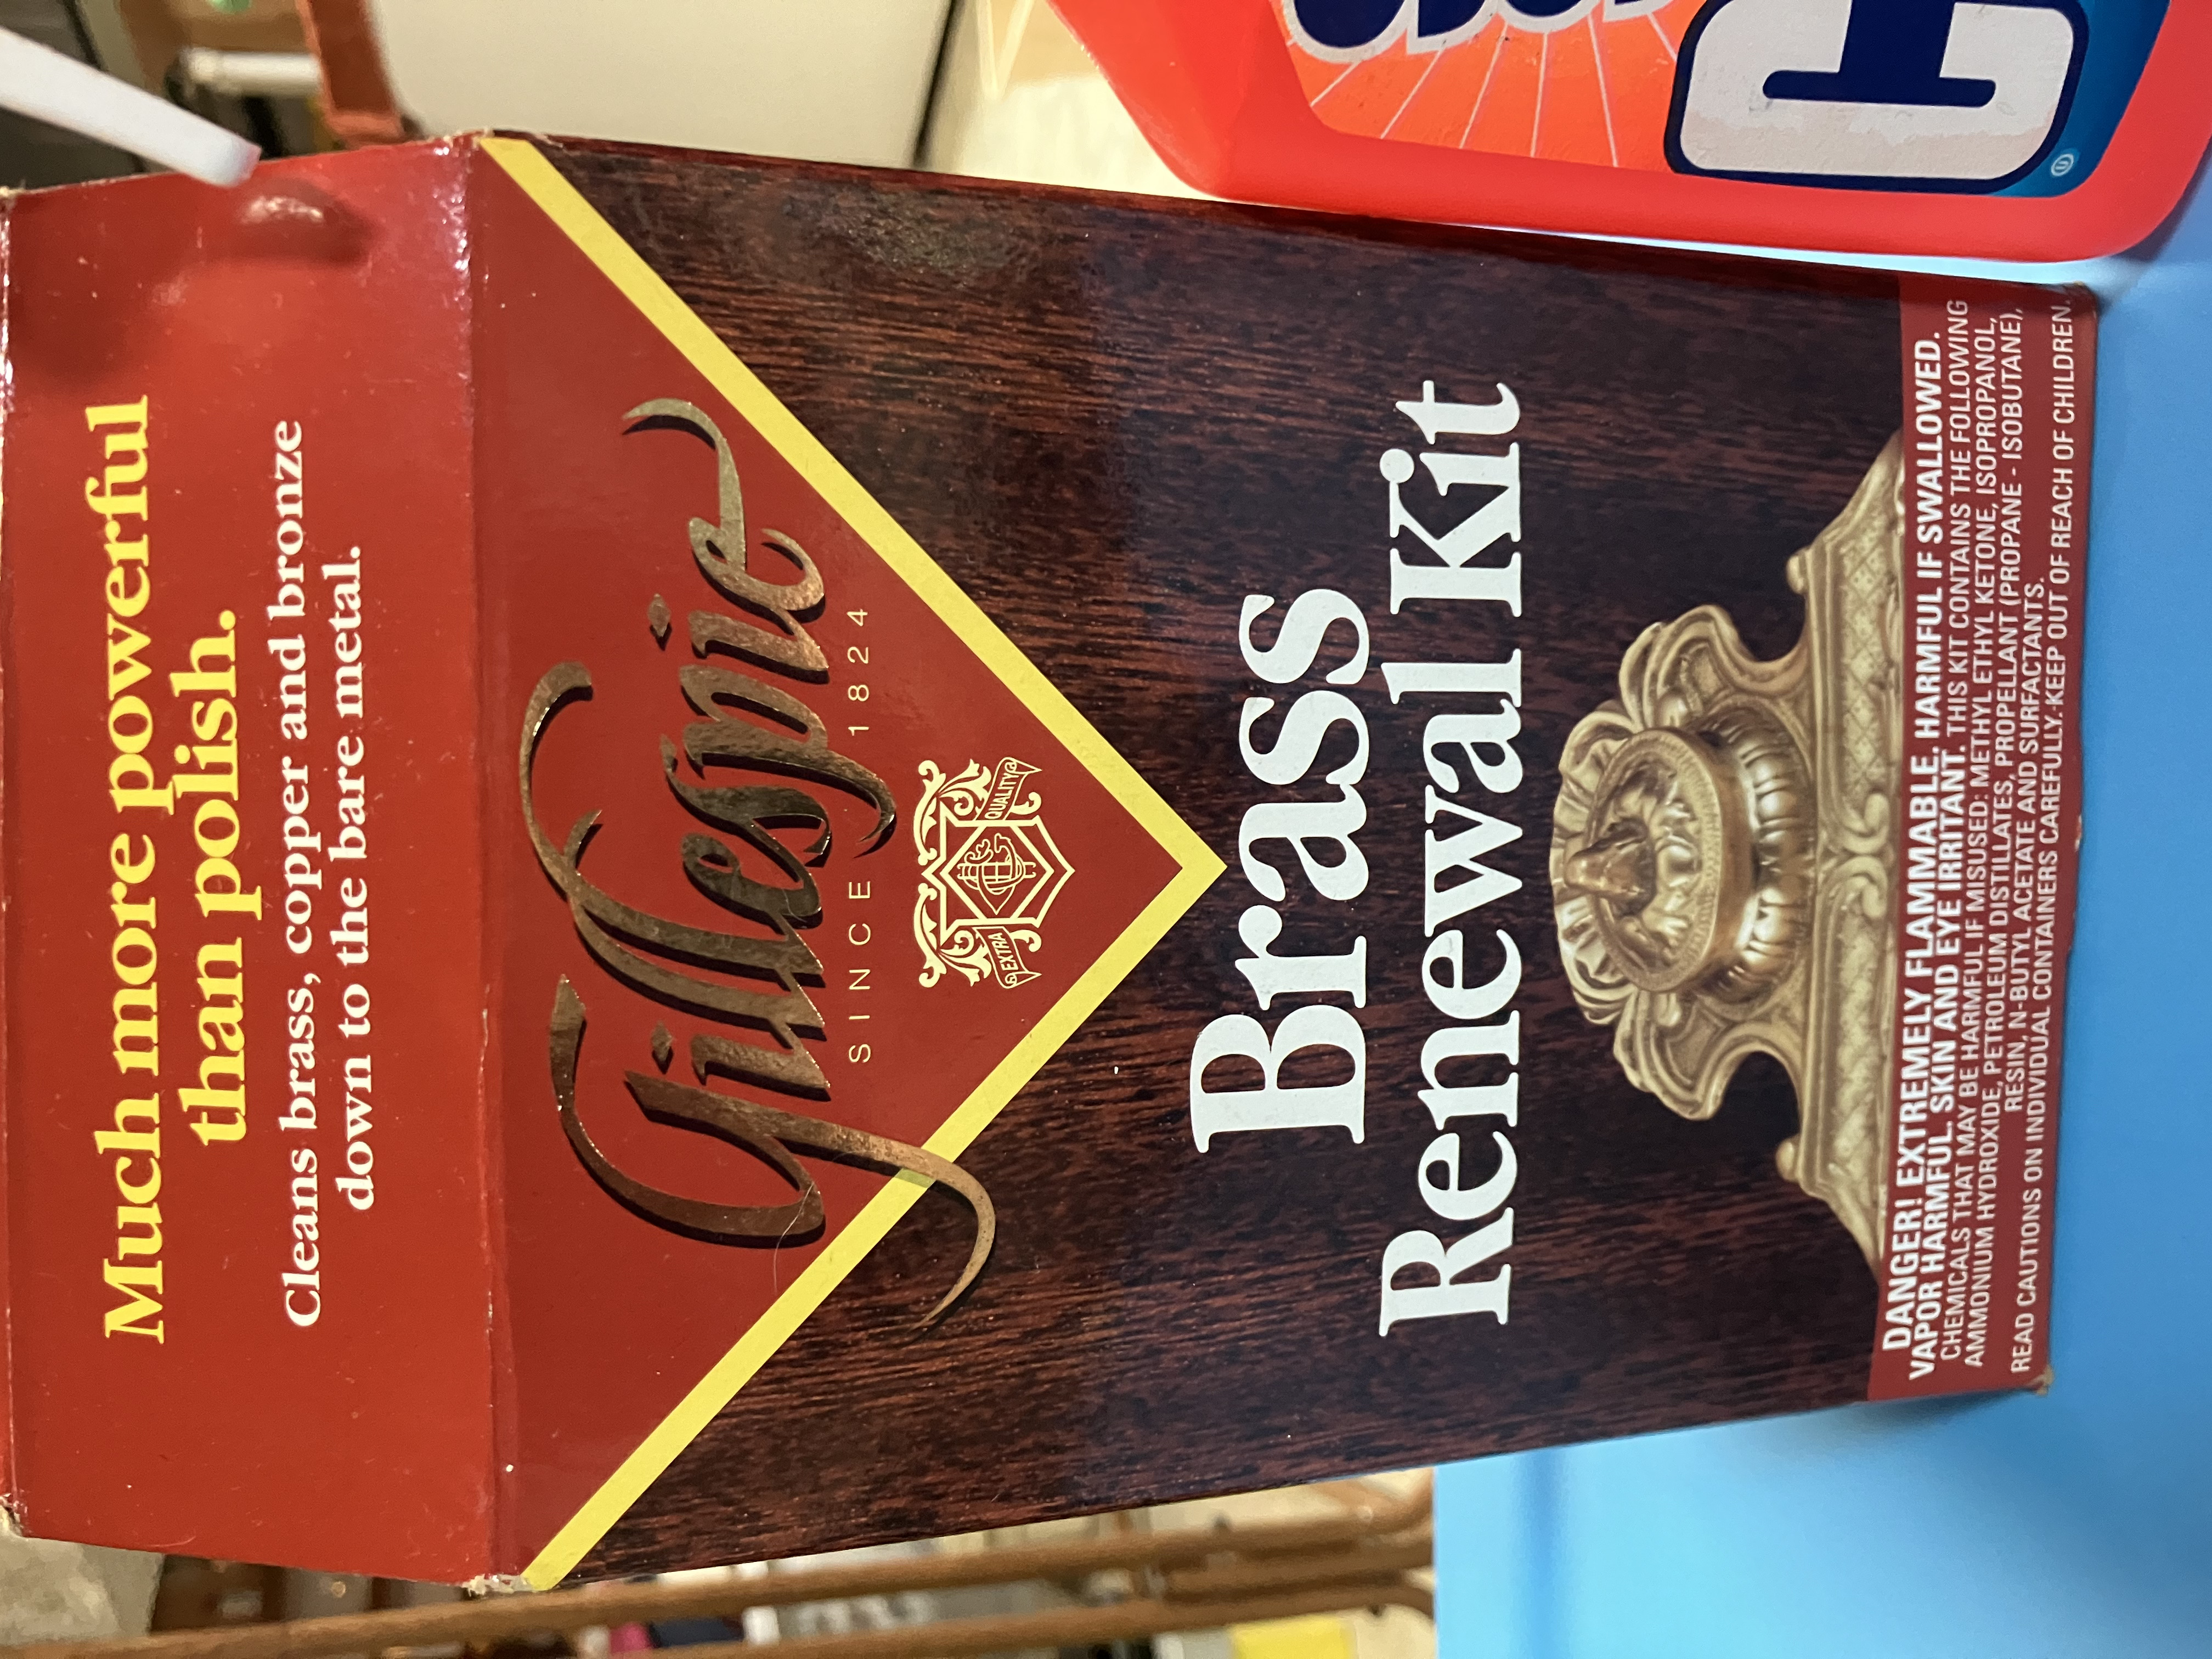 Much more powerful
than polish.
Cleans brass, copper and bronze
down to the bare metal.
Gillespie
SINCE 1824
EXTRA QUALITY
Brass
Renewal Kit
DANGER! EXTREMELY FLAMMABLE. HARMFUL IF SWALLOWED.
VAPOR HARMFUL. SKIN AND EYE IRRITANT. THIS KIT CONTAINS THE FOLLOWING
CHEMICALS THAT MAY BE HARMFUL IF MISUSED: METHYL ETHYL KETONE, ISOPROPANOL,
AMMONIUM HYDROXIDE, PETROLEUM DISTILLATES, PROPELLANT (PROPANE - ISOBUTANE),
RESIN, N-BUTYL ACETATE AND SURFACTANTS.
READ CAUTIONS ON INDIVIDUAL CONTAINERS CAREFULLY. KEEP OUT OF REACH OF CHILDREN.